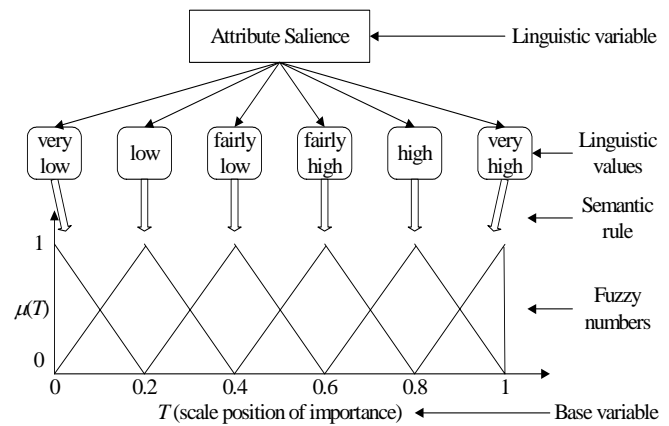 Attribute Salience
Linguistic variable
very
low
low
fairly
low
fairly
high
high
very
high
Linguistic
values
Semantic
rule
1
μ(T)
0
Fuzzy
numbers
0 0.2 0.4 0.6 0.8 1
T (scale position of importance)
Base variable